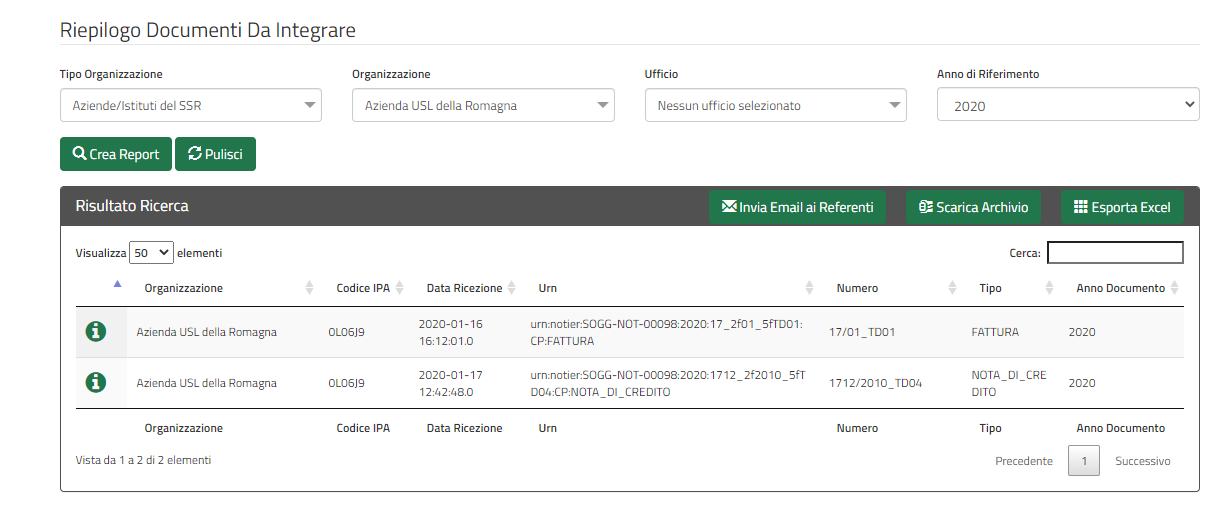 Riepilogo Documenti Da Integrare
Tipo Organizzazione Organizzazione Ufficio Anno di Riferimento
Aziende/Istituti del SSR Azienda USL della Romagna Nessun ufficio selezionato 2020
Crea Report Pulisci
Risultato Ricerca Invia Email ai Referenti Scarica Archivio Esporta Excel
Visualizza 50 elementi Cerca:
Organizzazione Codice IPA Data Ricezione Urn Numero Tipo Anno Documento
Azienda USL della Romagna 0L06J9 2020-01-16 16:12:01.0 urn:notier:SOGG-NOT-00098:2020:17_2f01_5fTD01:CP:FATTURA 17/01_TD01 FATTURA 2020
Azienda USL della Romagna 0L06J9 2020-01-17 12:42:48.0 urn:notier:SOGG-NOT-00098:2020:1712_2f2010_5fTD04:CP:NOTA_DI_CREDITO 1712/2010_TD04 NOTA_DI_CREDITO 2020
Organizzazione Codice IPA Data Ricezione Urn Numero Tipo Anno Documento
Vista da 1 a 2 di 2 elementi Precedente 1 Successivo